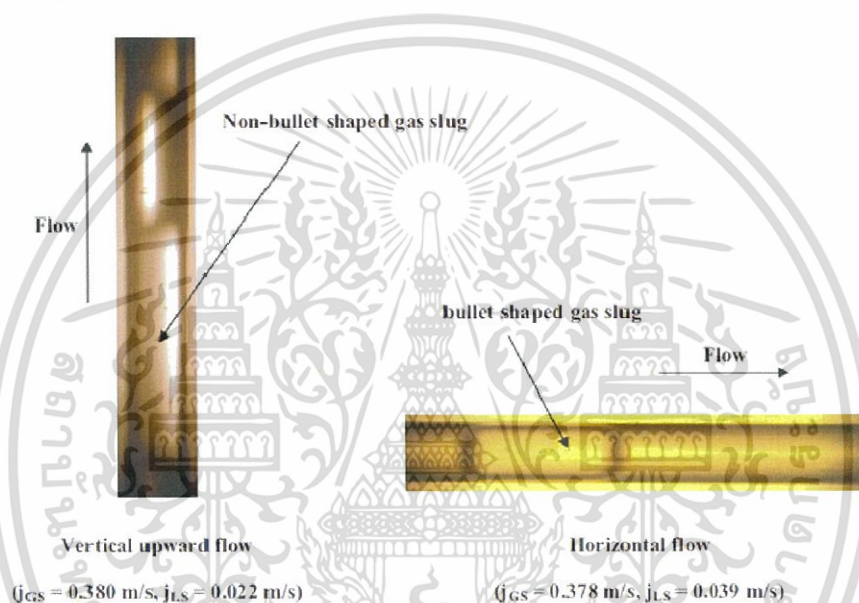 Non-bullet shaped gas slug
Flow
bullet shaped gas slug
Flow
Vertical upward flow
(jGS = 0.380 m/s, jLS = 0.022 m/s)
Horizontal flow
(jGS = 0.378 m/s, jLS = 0.039 m/s)